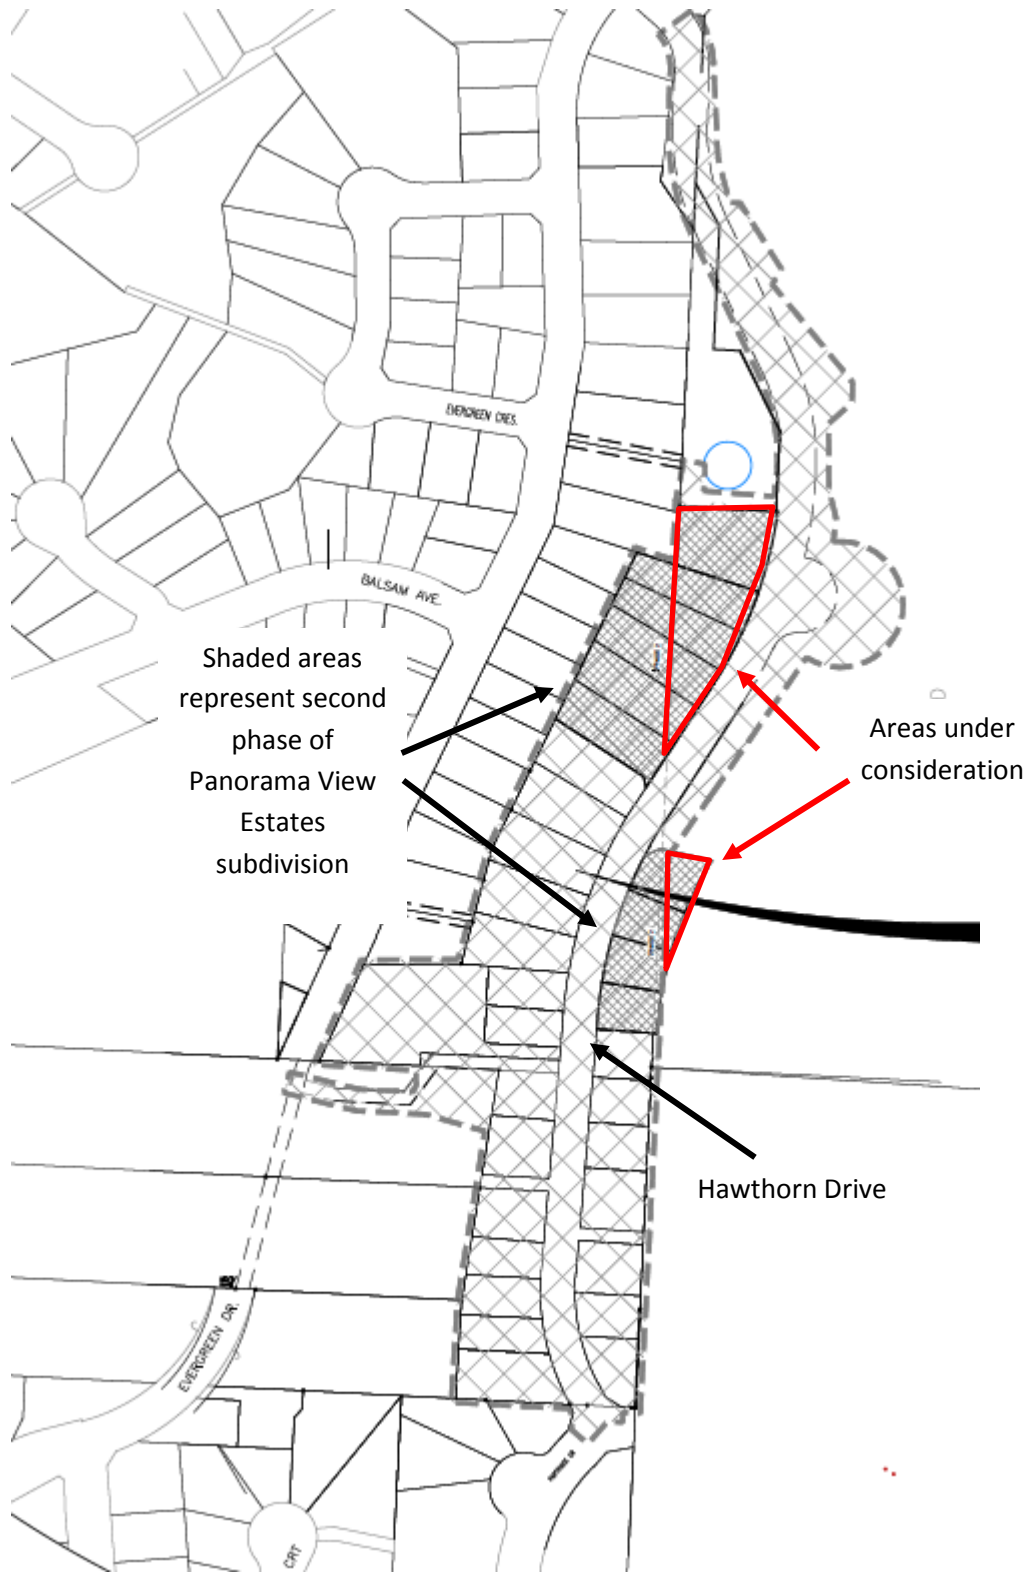 EVERGREEN CRES.
BALSAM AVE.
Shaded areas
represent second
phase of
Panorama View
Estates
subdivision
Areas under
consideration
Hawthorn Drive
EVERGREEN DR.
CRT